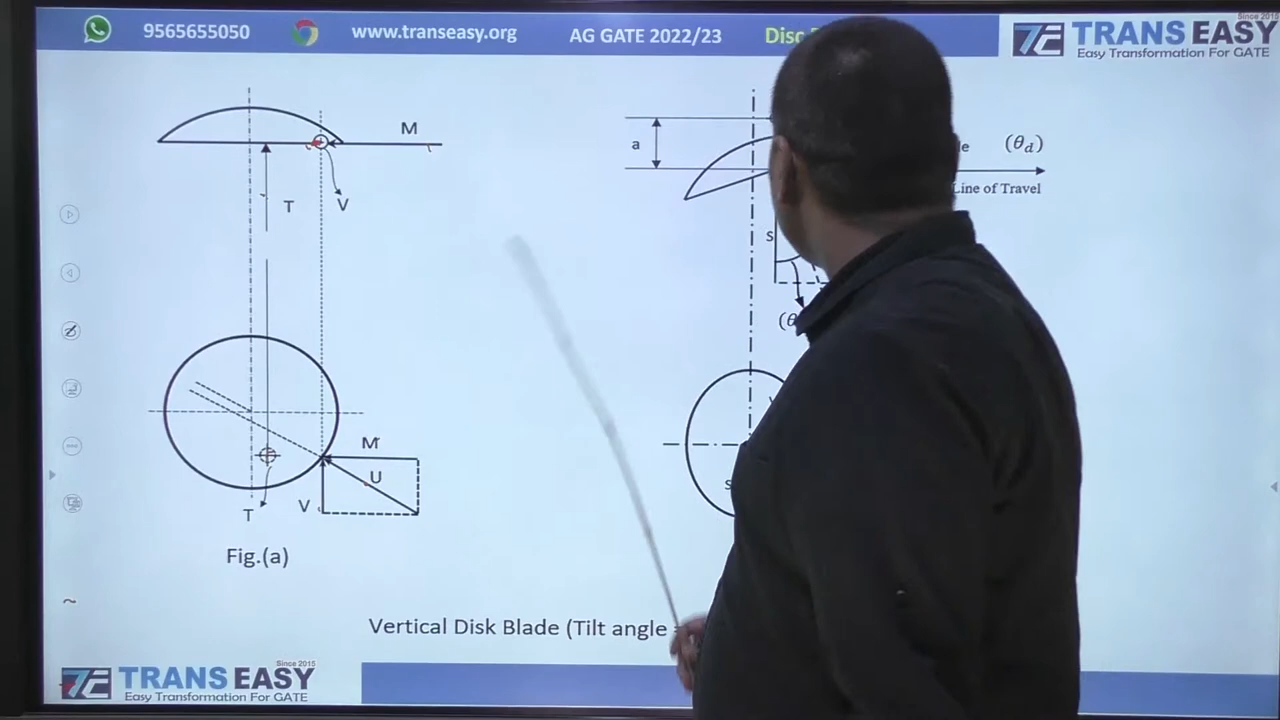 9565655050
www.transeasy.org
AG GATE 2022/23
Disc
Since 2015
TRANS EASY
Easy Transformation For GATE
M
T
V
a
e (θd)
Line of Travel
s
(θ
M
U
V
T
s
Fig.(a)
Vertical Disk Blade (Tilt angle
Since 2015
TRANS EASY
Easy Transformation For GATE